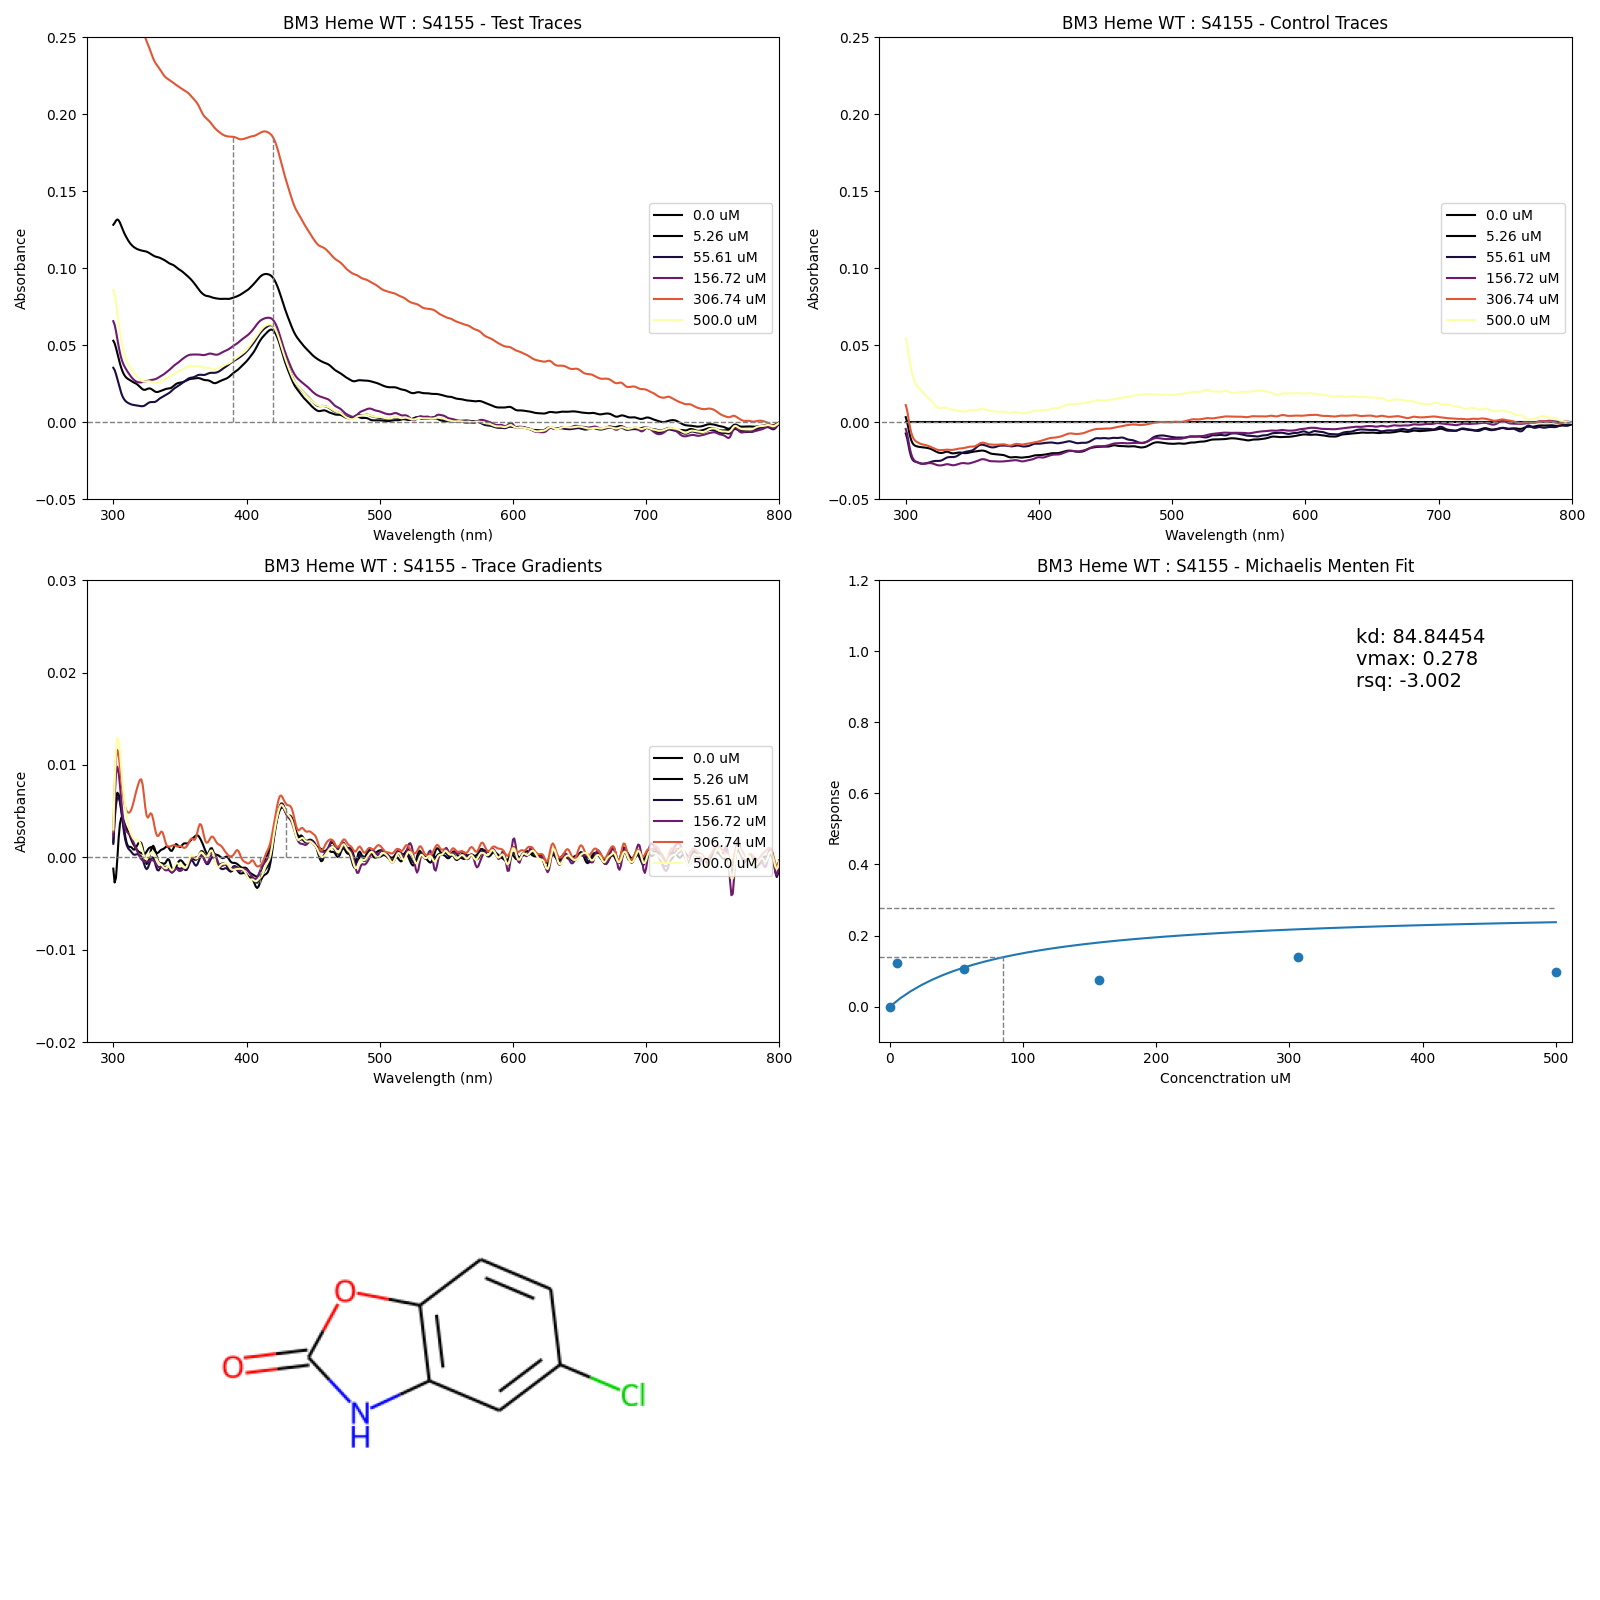 BM3 Heme WT : S4155 - Test Traces
0.25
0.20
0.15
0.10
0.05
0.00
−0.05
Absorbance
300 400 500 600 700 800
Wavelength (nm)
0.0 uM
5.26 uM
55.61 uM
156.72 uM
306.74 uM
500.0 uM
BM3 Heme WT : S4155 - Control Traces
0.25
0.20
0.15
0.10
0.05
0.00
−0.05
Absorbance
300 400 500 600 700 800
Wavelength (nm)
0.0 uM
5.26 uM
55.61 uM
156.72 uM
306.74 uM
500.0 uM
BM3 Heme WT : S4155 - Trace Gradients
0.03
0.02
0.01
0.00
−0.01
−0.02
Absorbance
300 400 500 600 700 800
Wavelength (nm)
0.0 uM
5.26 uM
55.61 uM
156.72 uM
306.74 uM
500.0 uM
BM3 Heme WT : S4155 - Michaelis Menten Fit
1.2
1.0
0.8
0.6
0.4
0.2
0.0
Response
kd: 84.84454
vmax: 0.278
rsq: -3.002
0 100 200 300 400 500
Concenctration uM
O
O
N
H
Cl